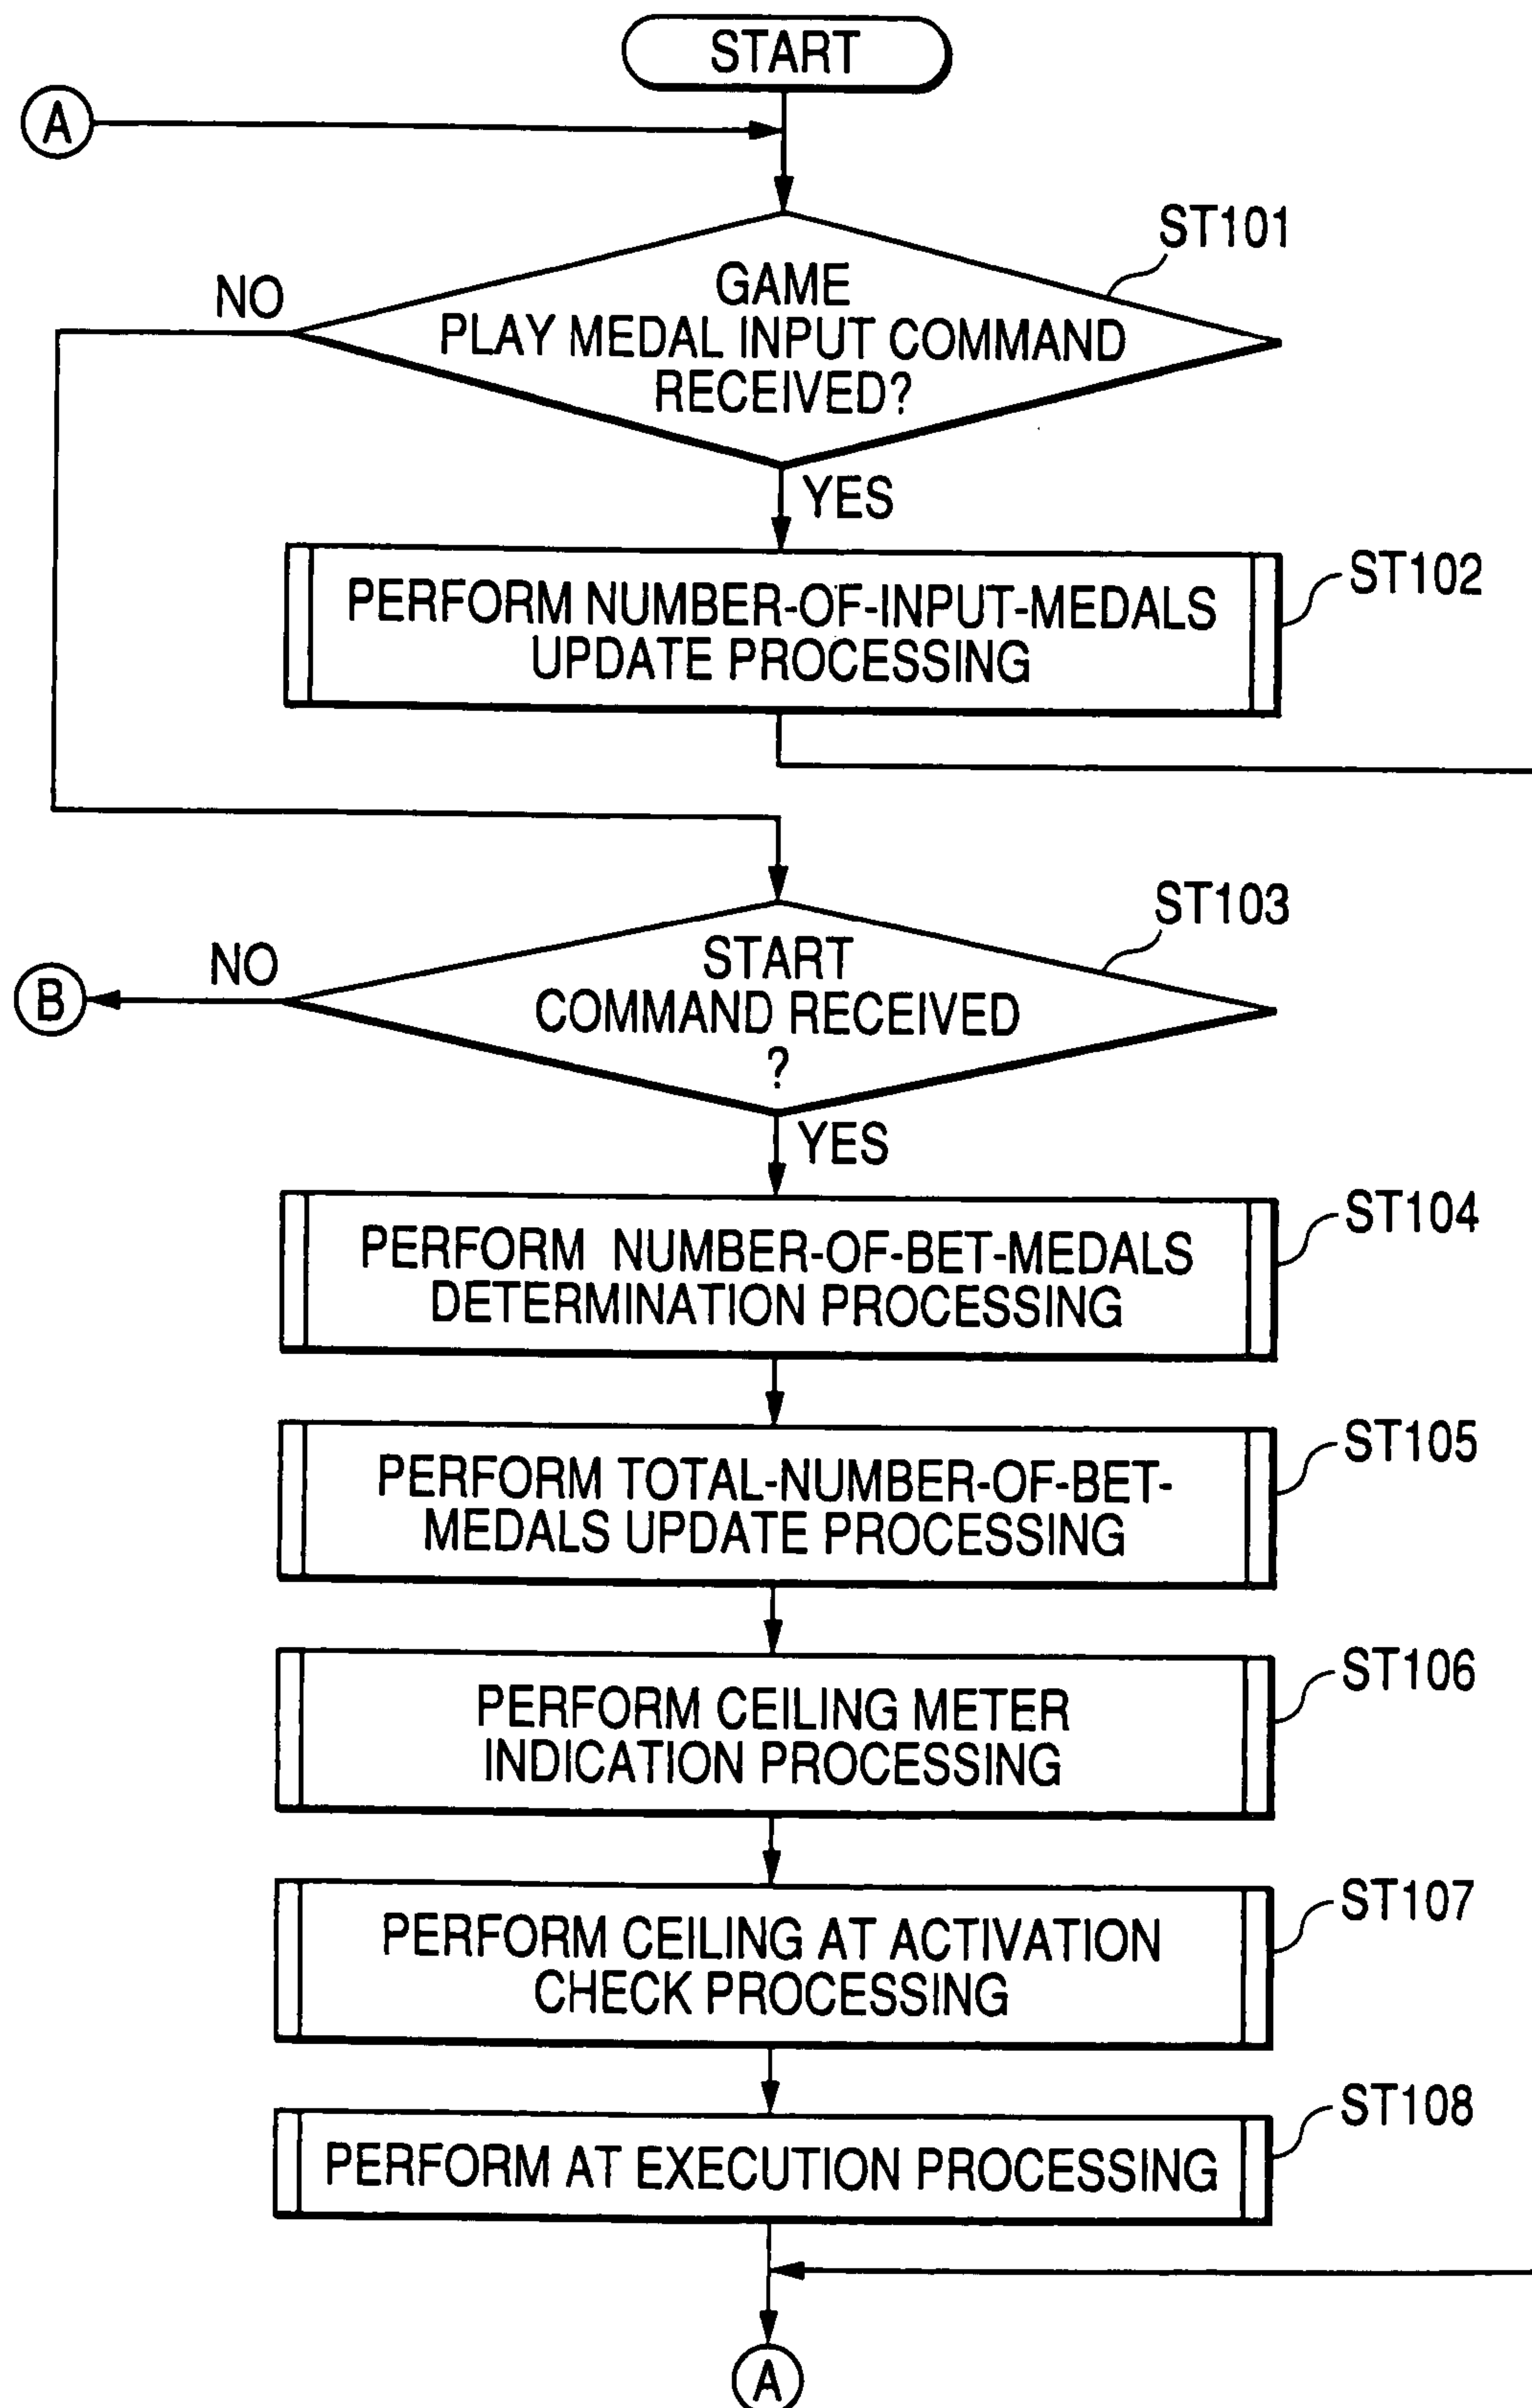 START
A
ST101
NO
GAME
PLAY MEDAL INPUT COMMAND
RECEIVED?
YES
ST102
PERFORM NUMBER-OF-INPUT-MEDALS
UPDATE PROCESSING
ST103
NO
B
START
COMMAND RECEIVED
?
YES
ST104
PERFORM NUMBER-OF-BET-MEDALS
DETERMINATION PROCESSING
ST105
PERFORM TOTAL-NUMBER-OF-BET-
MEDALS UPDATE PROCESSING
ST106
PERFORM CEILING METER
INDICATION PROCESSING
ST107
PERFORM CEILING AT ACTIVATION
CHECK PROCESSING
ST108
PERFORM AT EXECUTION PROCESSING
A